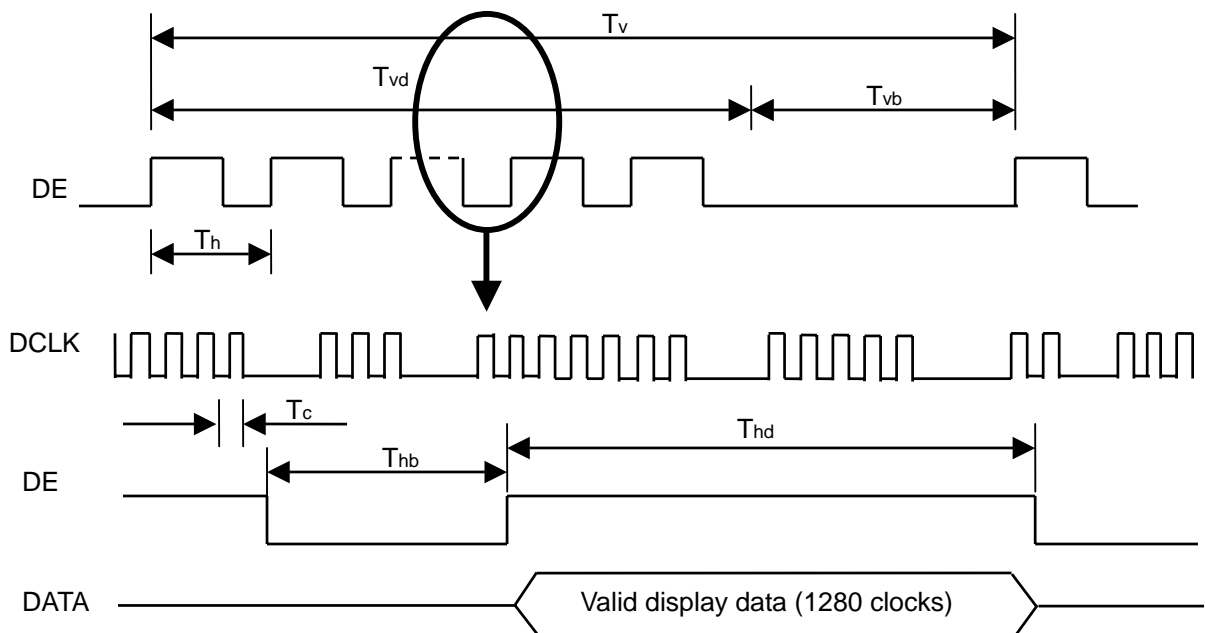 Tv
Tvd
Tvb
DE
Th
DCLK
Tc
Thd
Thb
DE
DATA
Valid display data (1280 clocks)